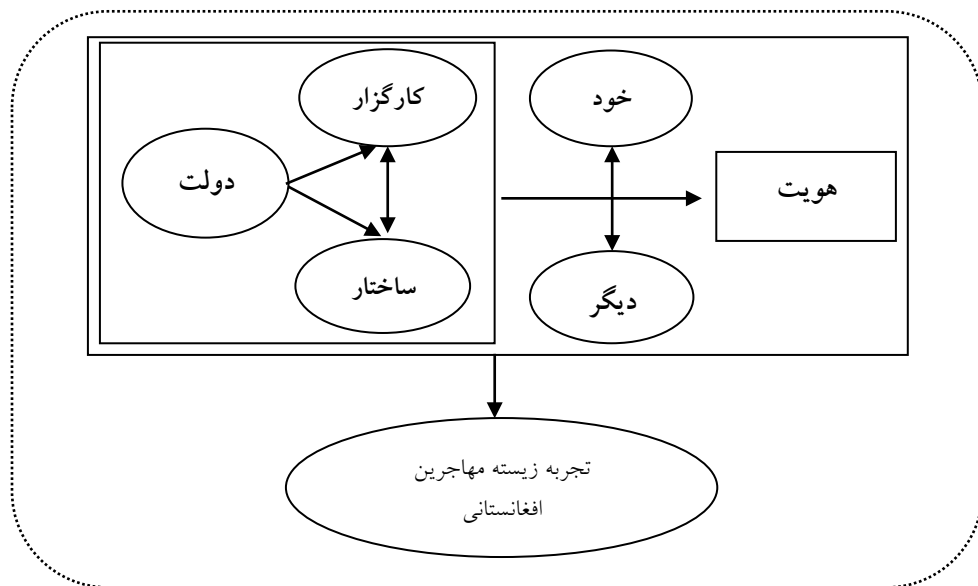 کارگزار
خود
دولت
هویت
ساختار
دیگر
تجربه زیسته مهاجرین
افغانستانی